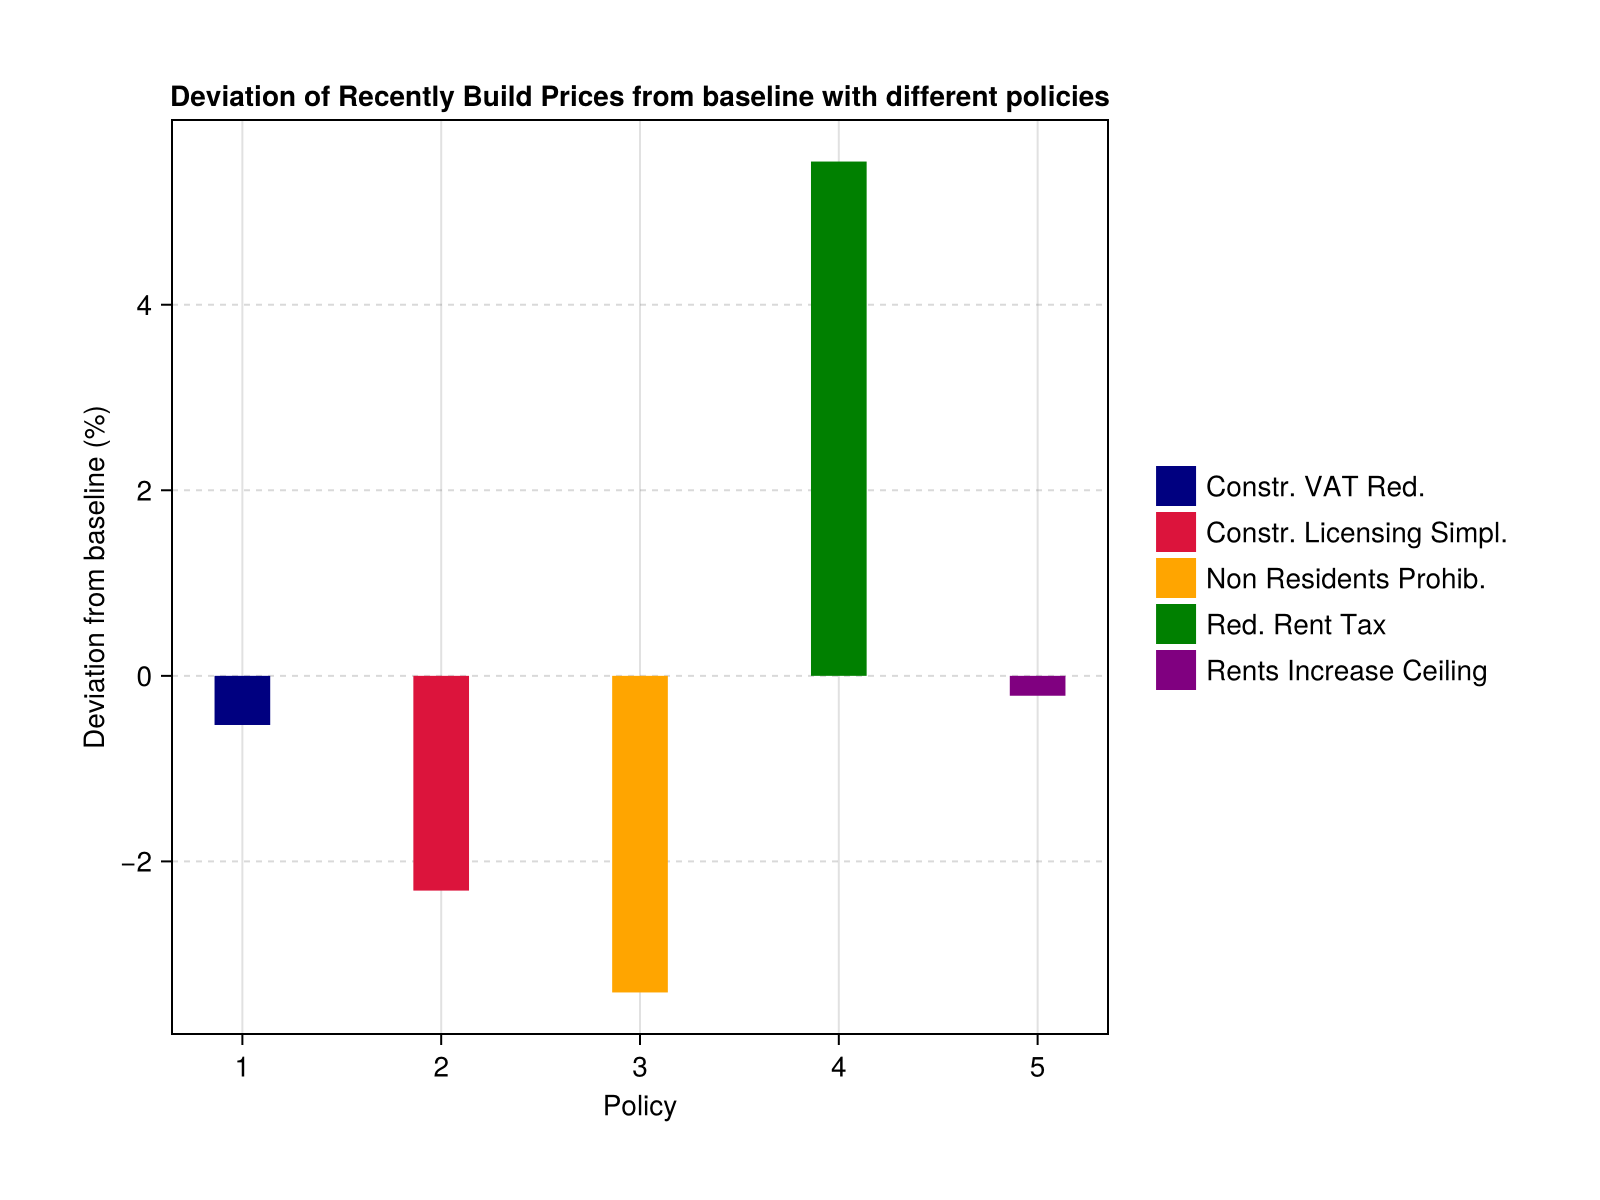 Deviation of Recently Build Prices from baseline with different policies
Deviation from baseline (%)
4
2
0
−2
1 2 3 4 5
Policy
Constr. VAT Red.
Constr. Licensing Simpl.
Non Residents Prohib.
Red. Rent Tax
Rents Increase Ceiling